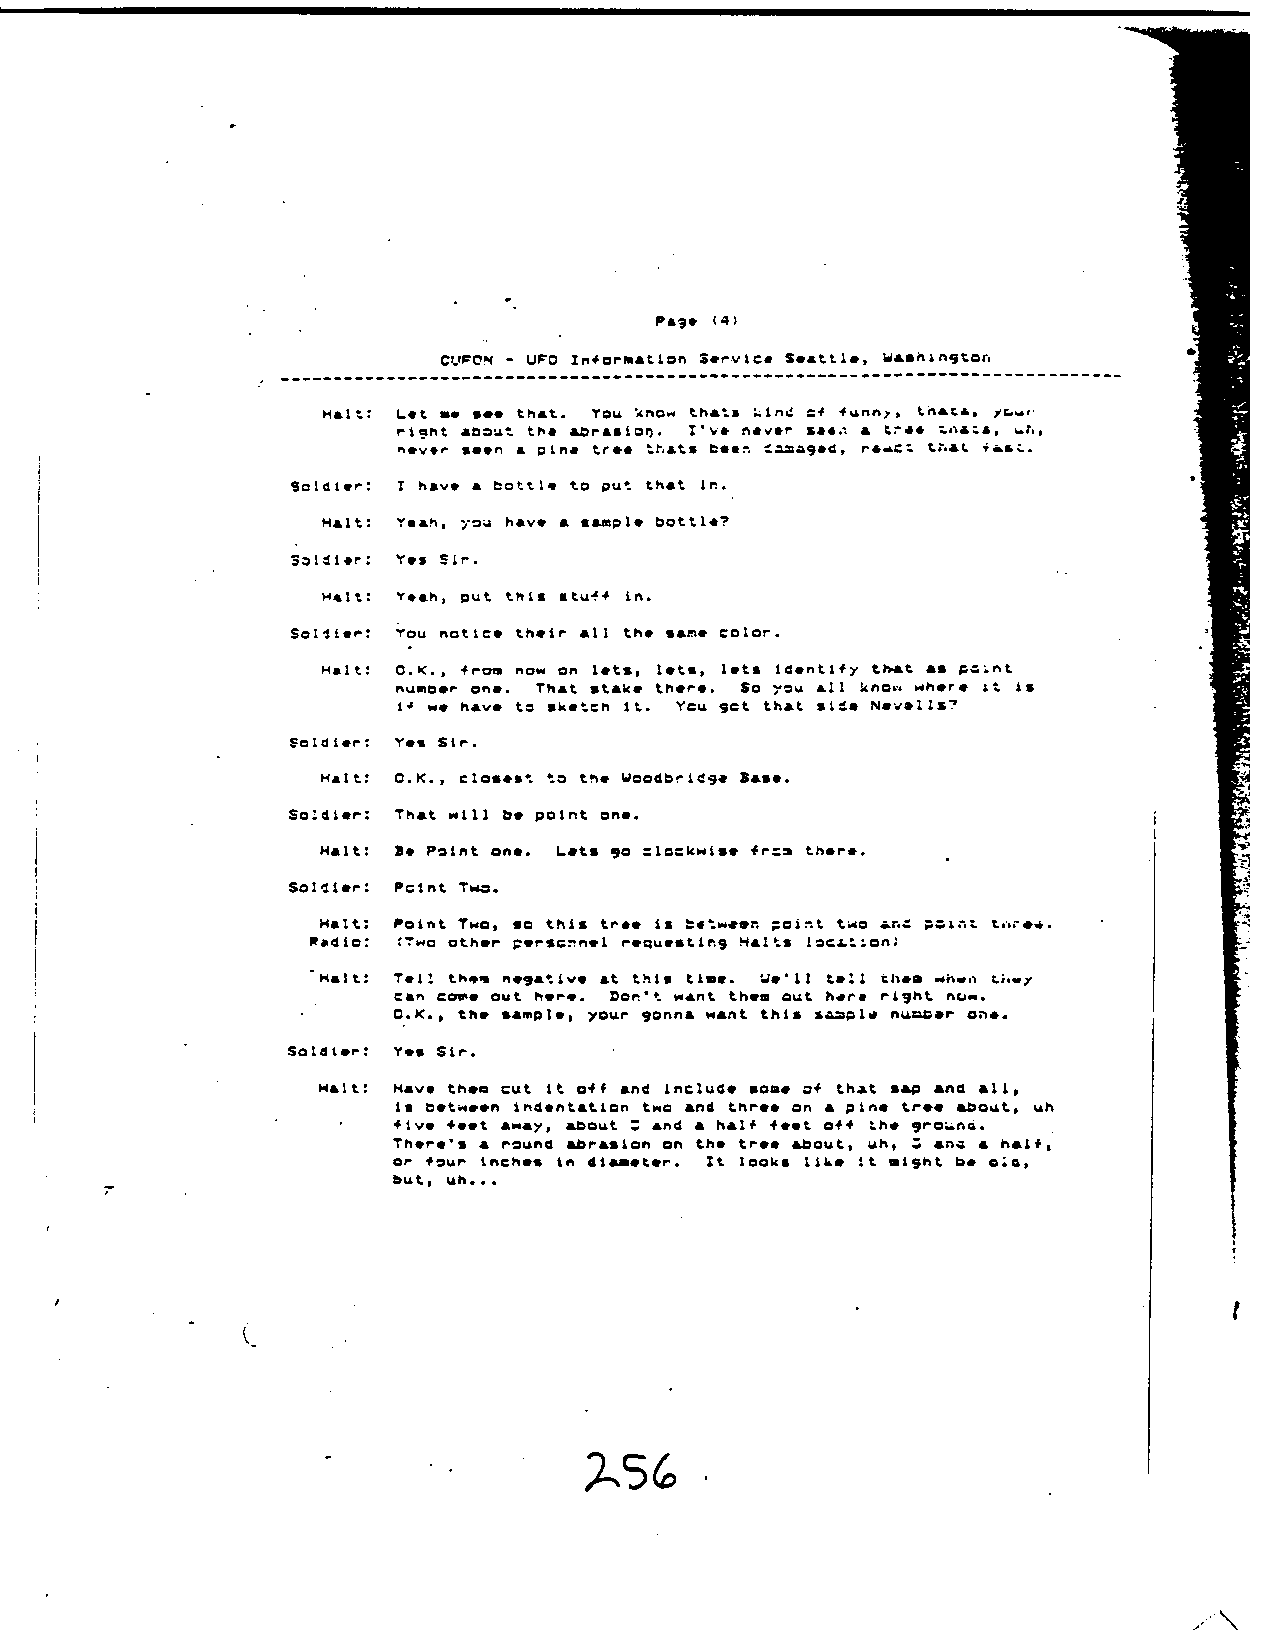 Page (4)
CUFON - UFO Information Service Seattle, Washington
--------------------------------------------------------------------------------
Halt: Let me see that. You know thats kind of funny, thats, your
right about the abrasion. I've never seen a tree thats, uh,
never seen a pine tree thats been damaged, react that fast.
Soldier: I have a bottle to put that in.
Halt: Yeah, you have a sample bottle?
Soldier: Yes Sir.
Halt: Yeah, put this stuff in.
Soldier: You notice their all the same color.
Halt: O.K., from now on lets, lets, lets identify that as point
number one. That stake there. So you all know where it is
if we have to sketch it. You get that side Nevells?
Soldier: Yes Sir.
Halt: O.K., closest to the Woodbridge Base.
Soldier: That will be point one.
Halt: Be Point one. Lets go clockwise from there.
Soldier: Point Two.
Halt: Point Two, so this tree is between point two and point three.
Radio: (Two other personnel requesting Halts location)
Halt: Tell them negative at this time. We'll tell them when they
can come out here. Don't want them out here right now.
O.K., the sample, your gonna want this sample number one.
Soldier: Yes Sir.
Halt: Have them cut it off and include some of that sap and all,
is between indentation two and three on a pine tree about, uh
five feet away, about 3 and a half feet off the ground.
There's a round abrasion on the tree about, uh, 3 and a half,
or four inches in diameter. It looks like it might be old,
but, uh...
256